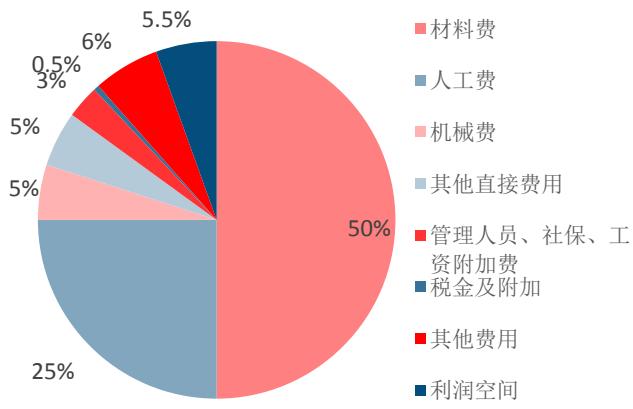 5.5%
6%
0.5%
3%
5%
5%
50%
25%
材料费
人工费
机械费
其他直接费用
管理人员、社保、工
资附加费
税金及附加
其他费用
利润空间